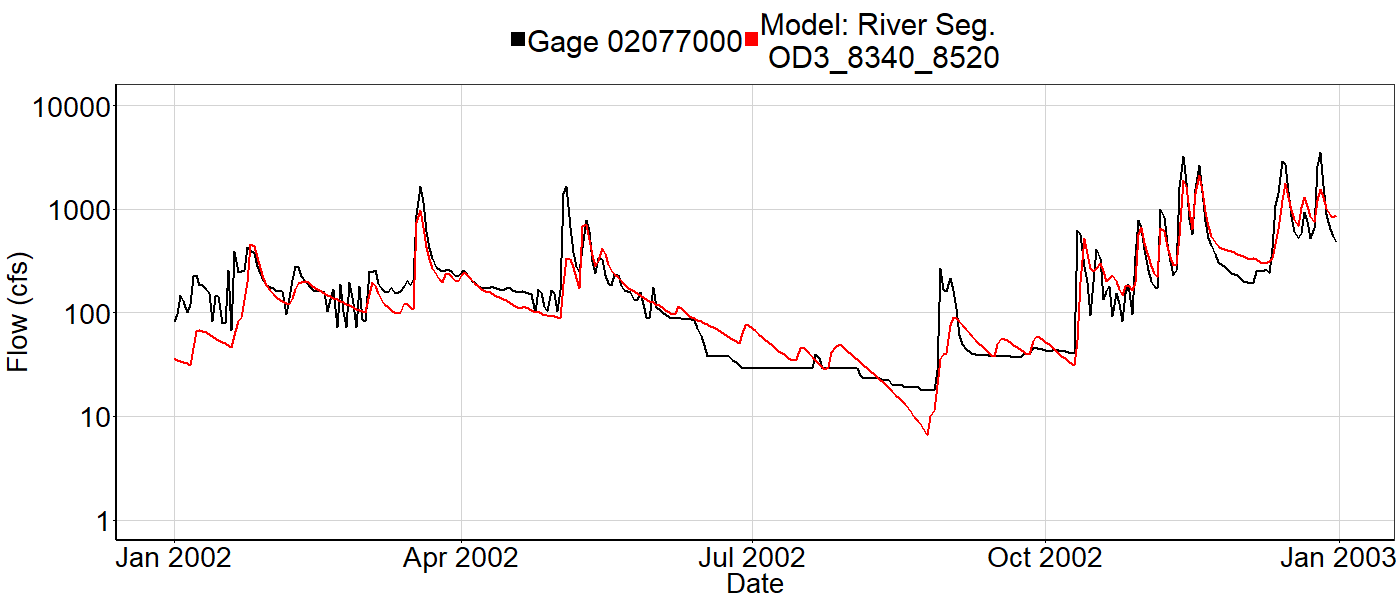 Gage 02077000
Model: River Seg.
OD3_8340_8520
10000
1000
100
10
1
Flow (cfs)
Jan 2002
Apr 2002
Jul 2002
Oct 2002
Jan 2003
Date